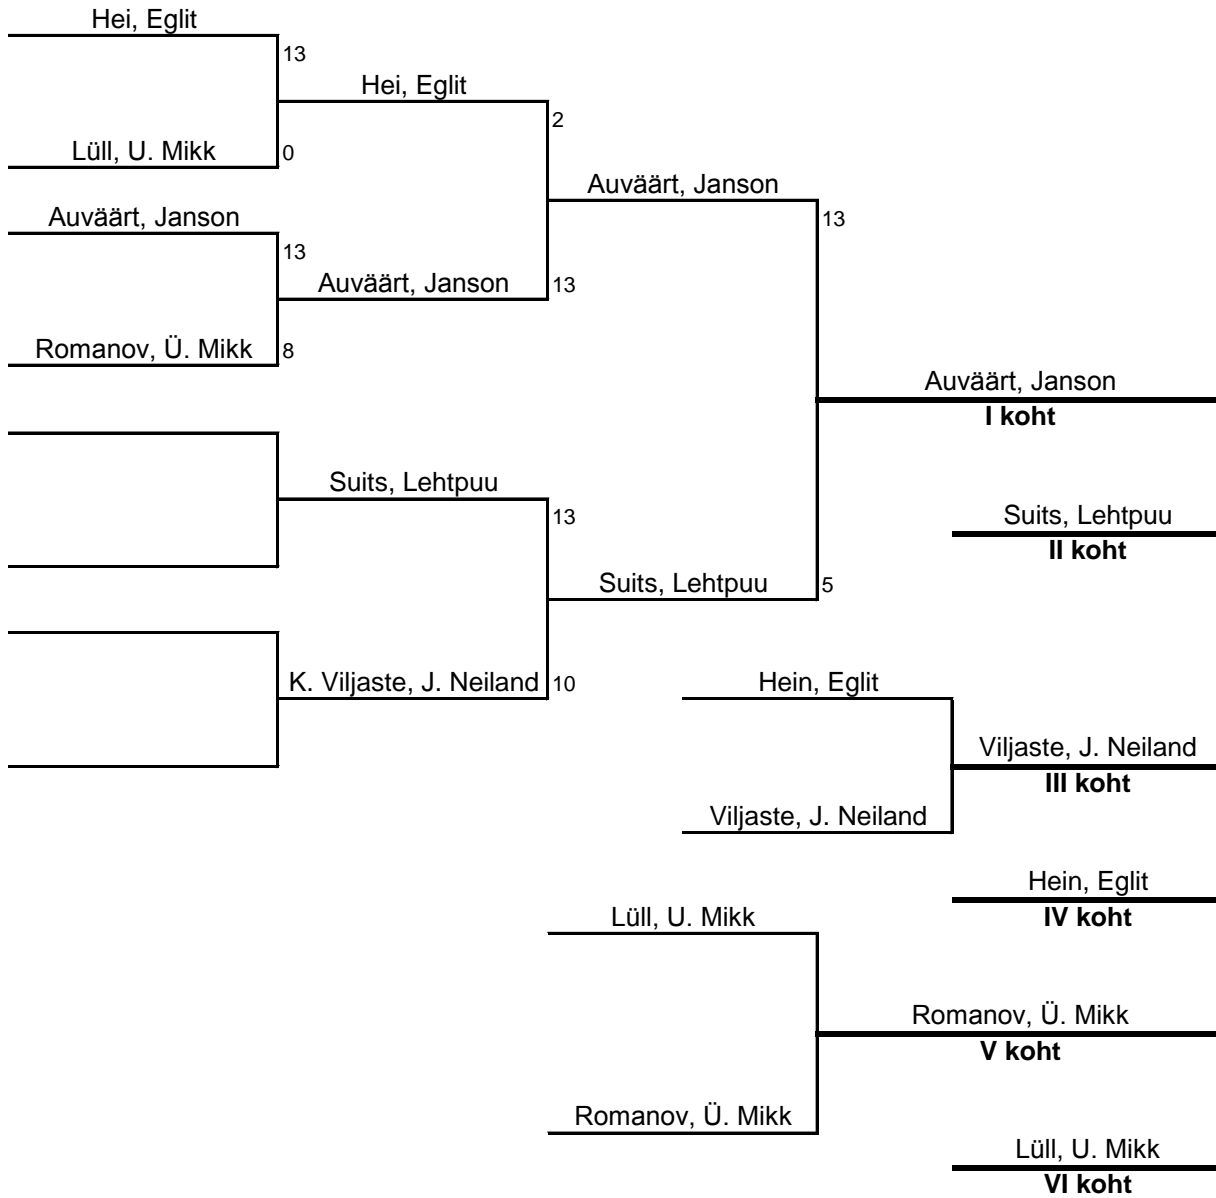 Hei, Eglit
13
Hei, Eglit
2
Lüll, U. Mikk
0
Auväärt, Janson
13
Auväärt, Janson
13
Auväärt, Janson
13
Romanov, Ü. Mikk
8
Auväärt, Janson
I koht
Suits, Lehtpuu
13
Suits, Lehtpuu
II koht
Suits, Lehtpuu
5
K. Viljaste, J. Neiland
10
Hein, Eglit
Viljaste, J. Neiland
III koht
Viljaste, J. Neiland
Hein, Eglit
IV koht
Lüll, U. Mikk
Romanov, Ü. Mikk
V koht
Romanov, Ü. Mikk
Lüll, U. Mikk
VI koht